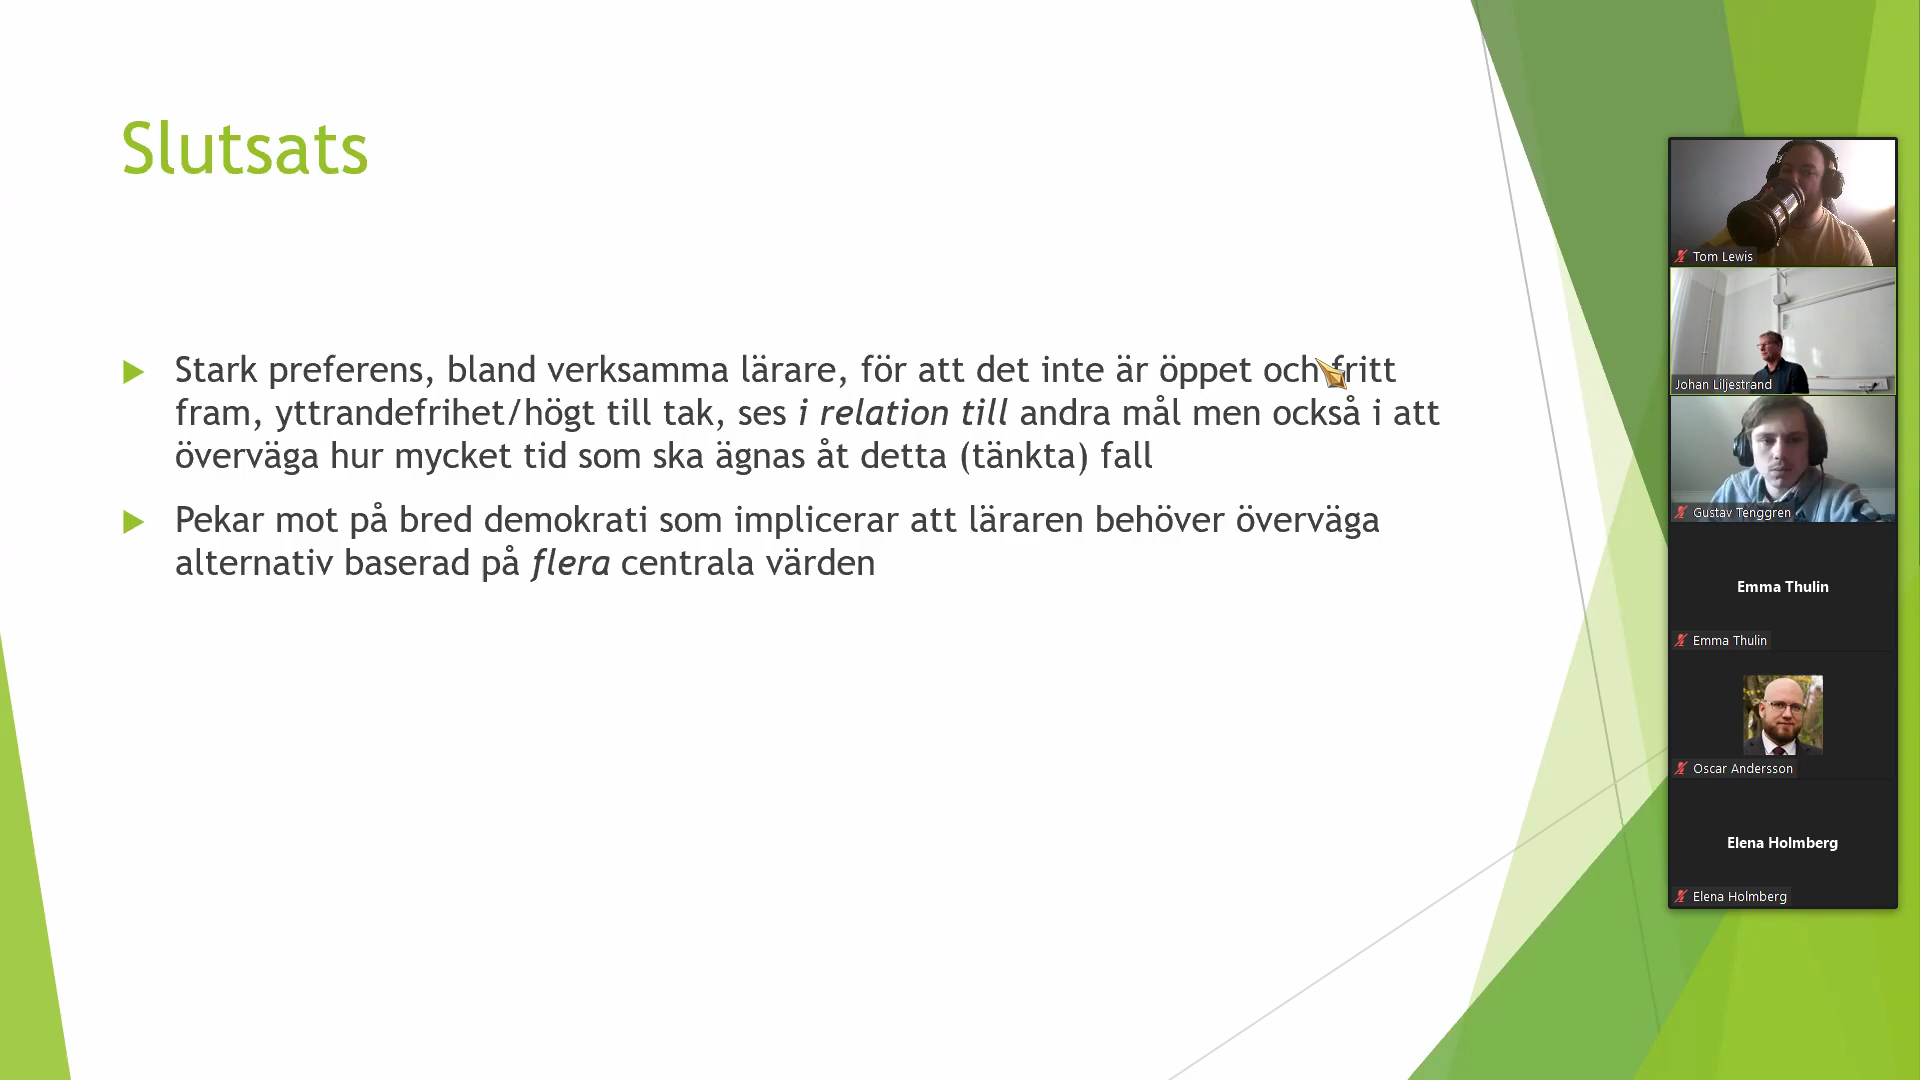 Slutsats
Stark preferens, bland verksamma lärare, för att det inte är öppet och fritt
fram, yttrandefrihet/högt till tak, ses i relation till andra mål men också i att
överväga hur mycket tid som ska ägnas åt detta (tänkta) fall
Pekar mot på bred demokrati som implicerar att läraren behöver överväga
alternativ baserad på flera centrala värden
Tom Lewis
Johan Liljestrand
Gustav Tenggren
Emma Thulin
Emma Thulin
Oscar Andersson
Elena Holmberg
Elena Holmberg